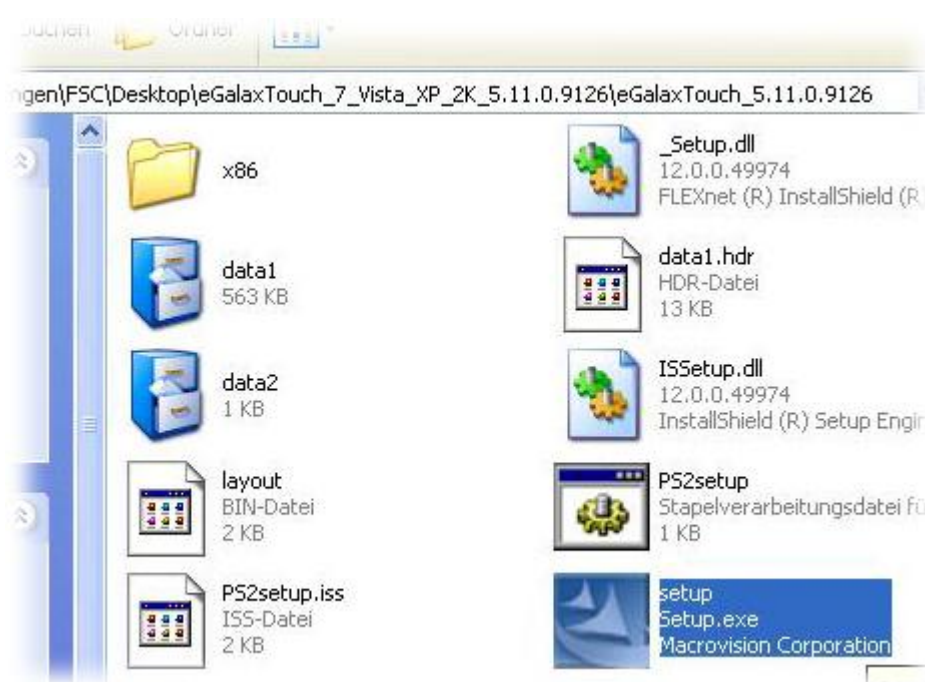 Ordner
ngen\FSC\Desktop\eGalaxTouch_7_Vista_XP_2K_5.11.0.9126\eGalaxTouch_5.11.0.9126
x86
_Setup.dll
12.0.0.49974
FLEXnet (R) InstallShield (R
data1
563 KB
data1.hdr
HDR-Datei
13 KB
data2
1 KB
ISSetup.dll
12.0.0.49974
InstallShield (R) Setup Engin
layout
BIN-Datei
2 KB
PS2setup
Stapelverarbeitungsdatei fü
1 KB
PS2setup.iss
ISS-Datei
2 KB
setup
Setup.exe
Macrovision Corporation